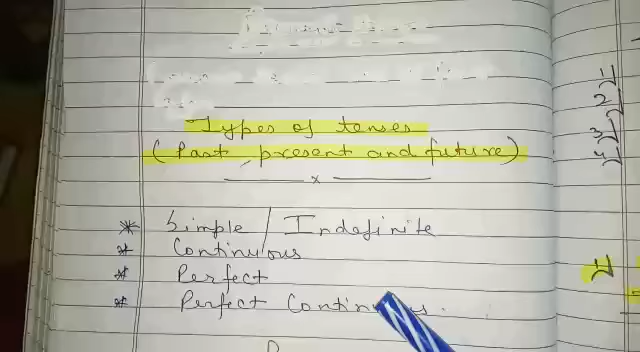 Types of tenses
(Past, present and future)
x
* Simple / Indefinite
* Continuous
* Perfect
* Perfect Continuous.